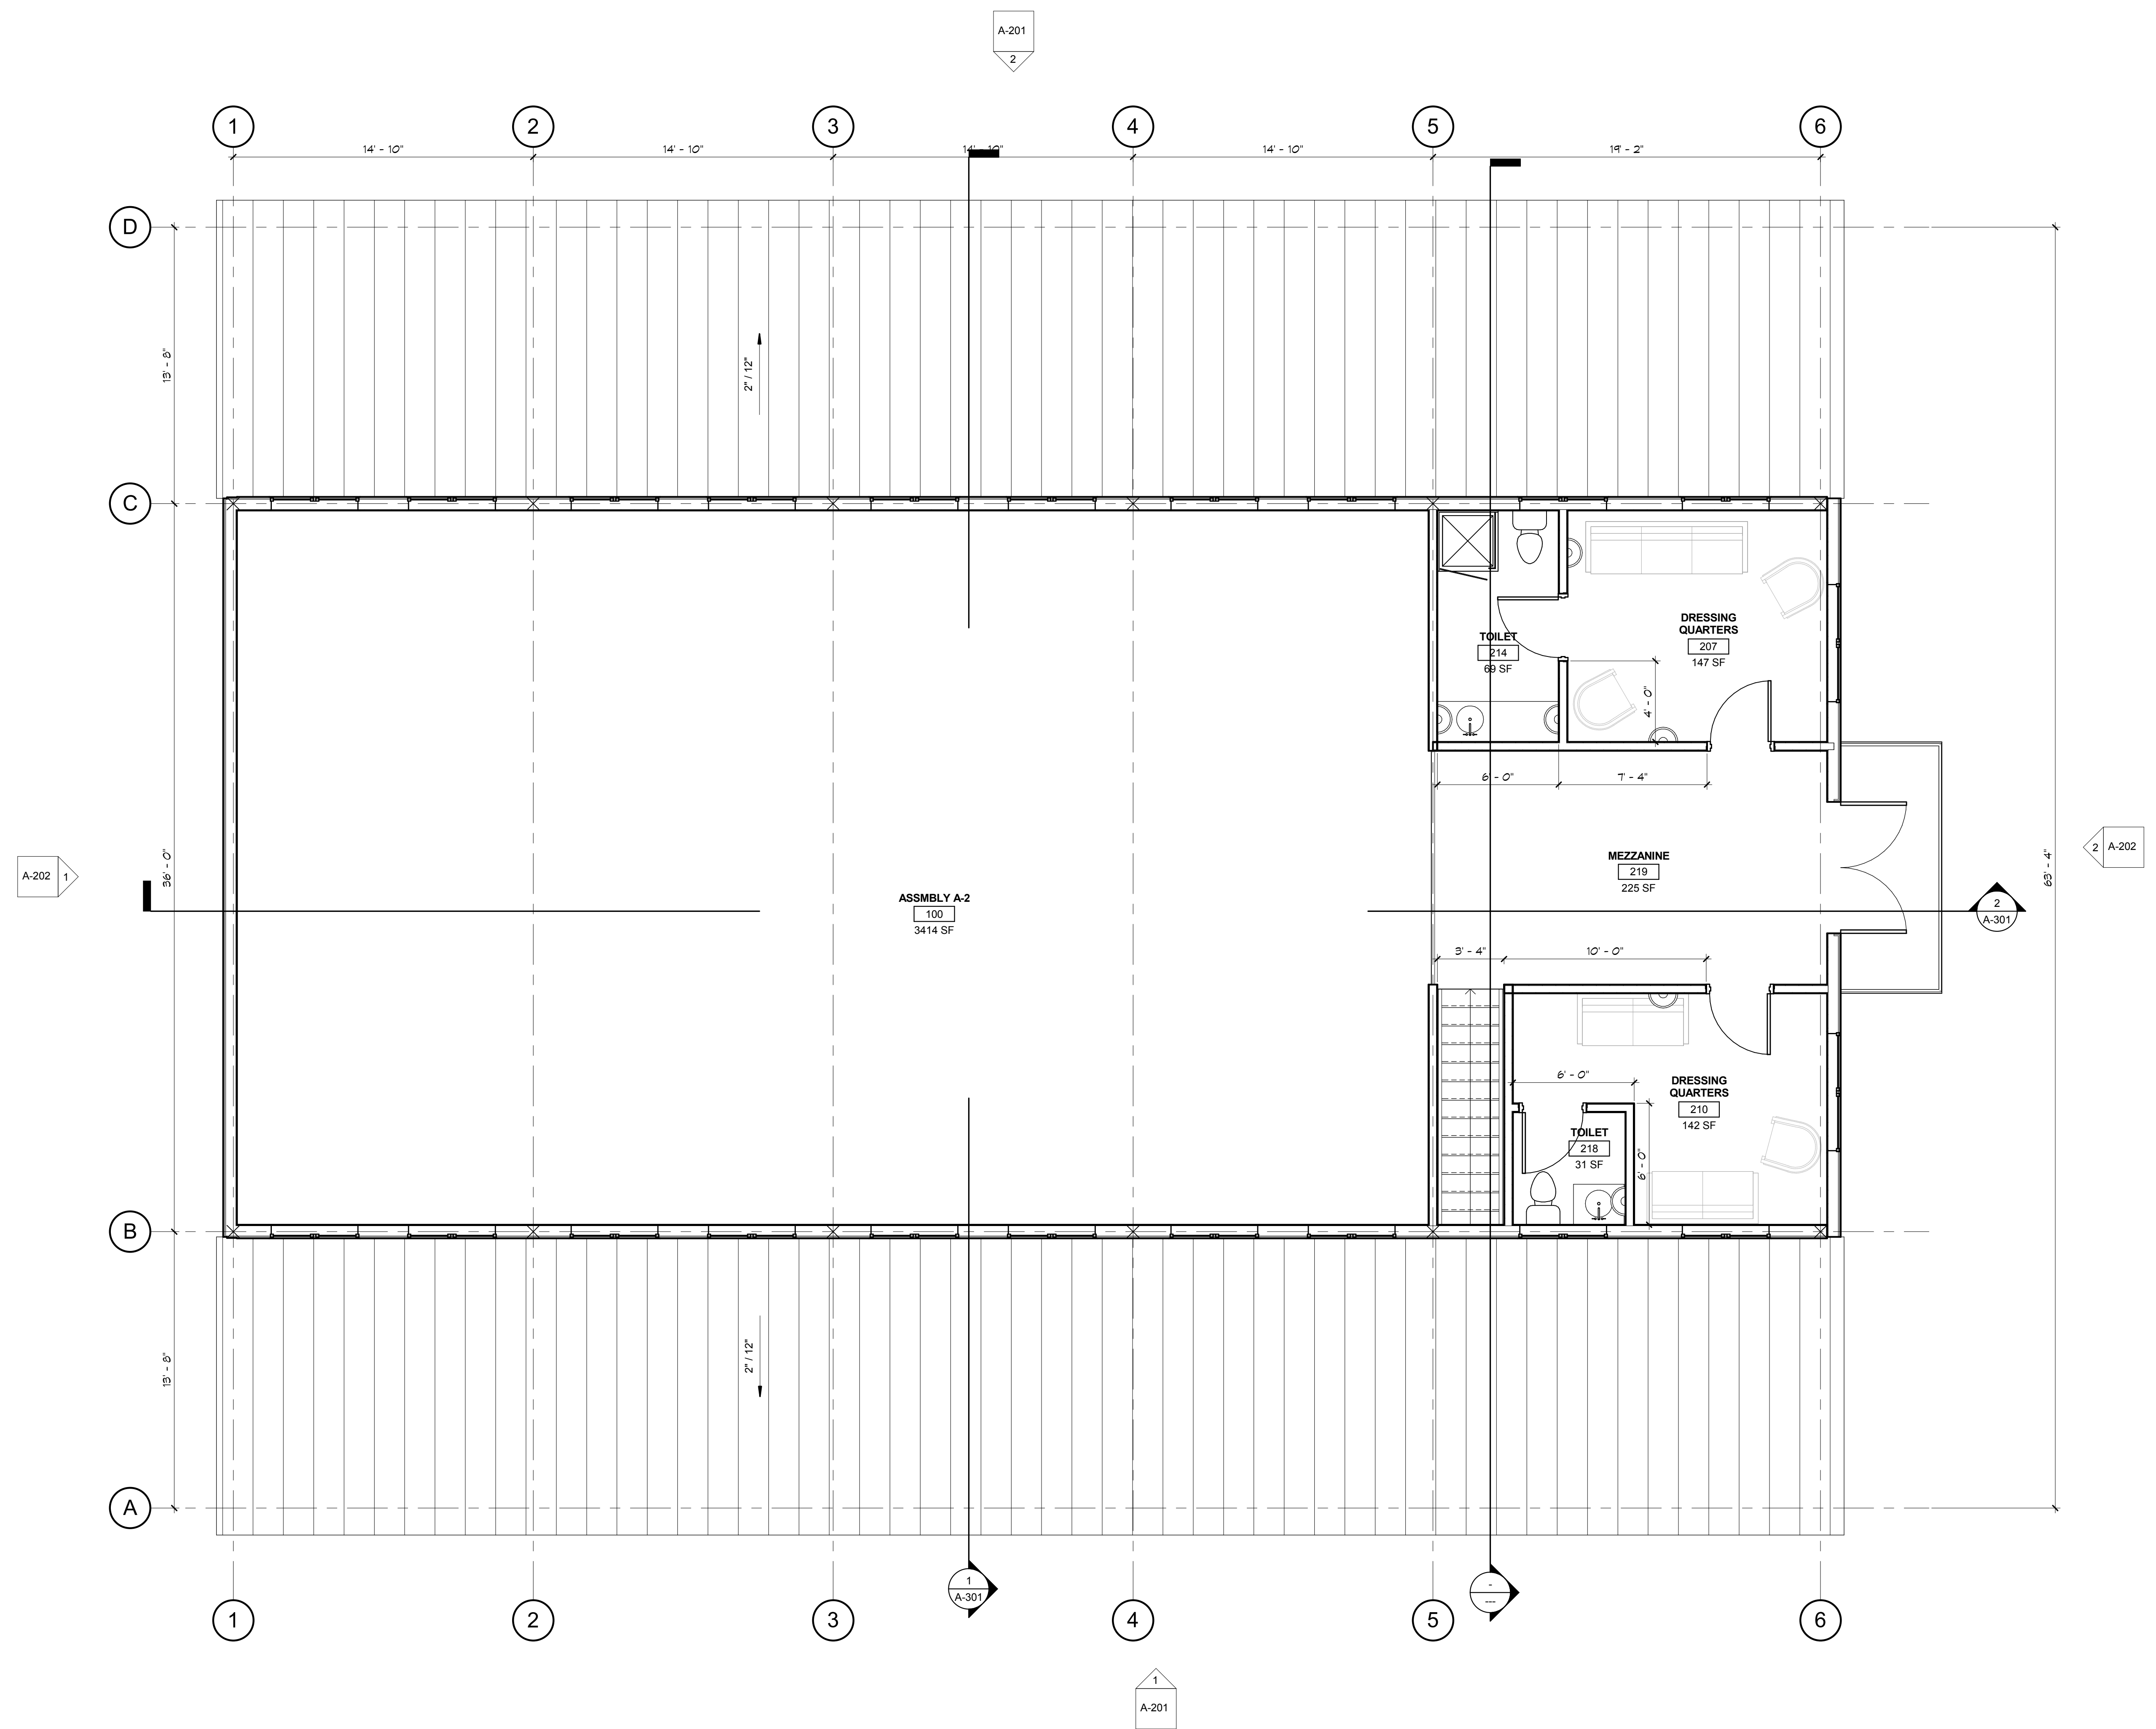 A-201
2
1
2
3
4
5
6
14' - 10"
14' - 10"
14' - 10"
14' - 10"
19' - 2"
D
13' - 8"
2" / 12"
C
DRESSING
QUARTERS
207
147 SF
TOILET
214
69 SF
4' - 0"
6' - 0"
7' - 4"
MEZZANINE
219
225 SF
A-202
1
36' - 0"
ASSMBLY A-2
100
3414 SF
2
A-202
63' - 4"
2
A-301
3' - 4"
10' - 0"
6' - 0"
DRESSING
QUARTERS
210
142 SF
TOILET
218
31 SF
6' - 0"
B
13' - 8"
2" / 12"
A
1
A-301
-
---
1
2
3
4
5
6
1
A-201